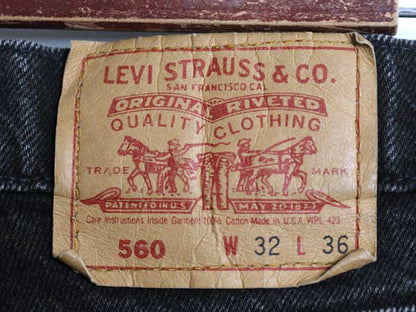 LEVI STRAUSS & CO.
SAN FRANCISCO CAL
ORIGINAL RIVETED
QUALITY CLOTHING
TRADE MARK
PATENTED IN U.S. MAY 20 1873
Care Instructions Inside Garment 100% Cotton Made in U.S.A. WPL 423
560 W 32 L 36